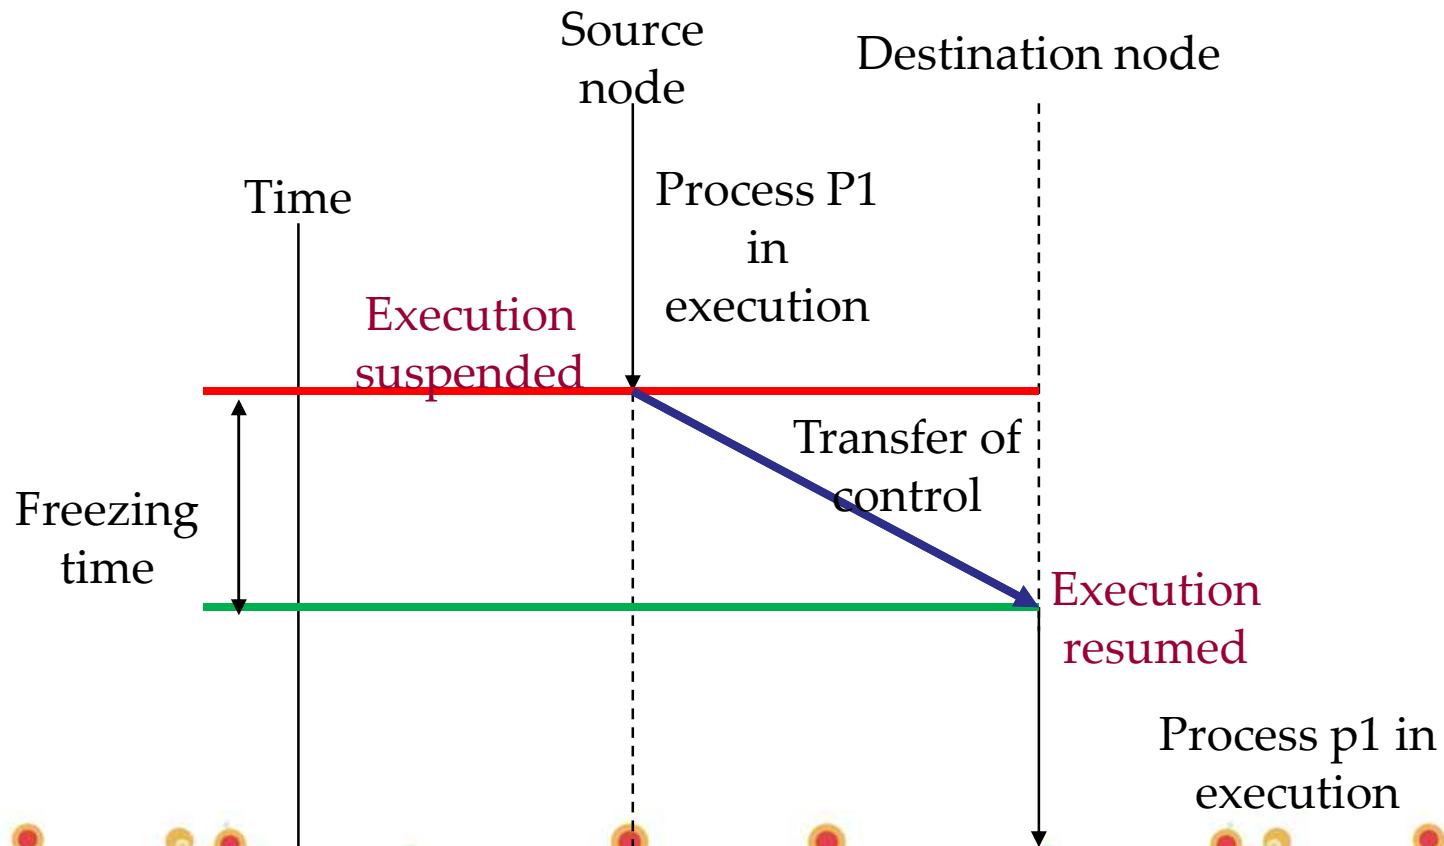 Source
node
Destination node
Time
Process P1
in
execution
Execution
suspended
Transfer of
control
Freezing
time
Execution
resumed
Process p1 in
execution